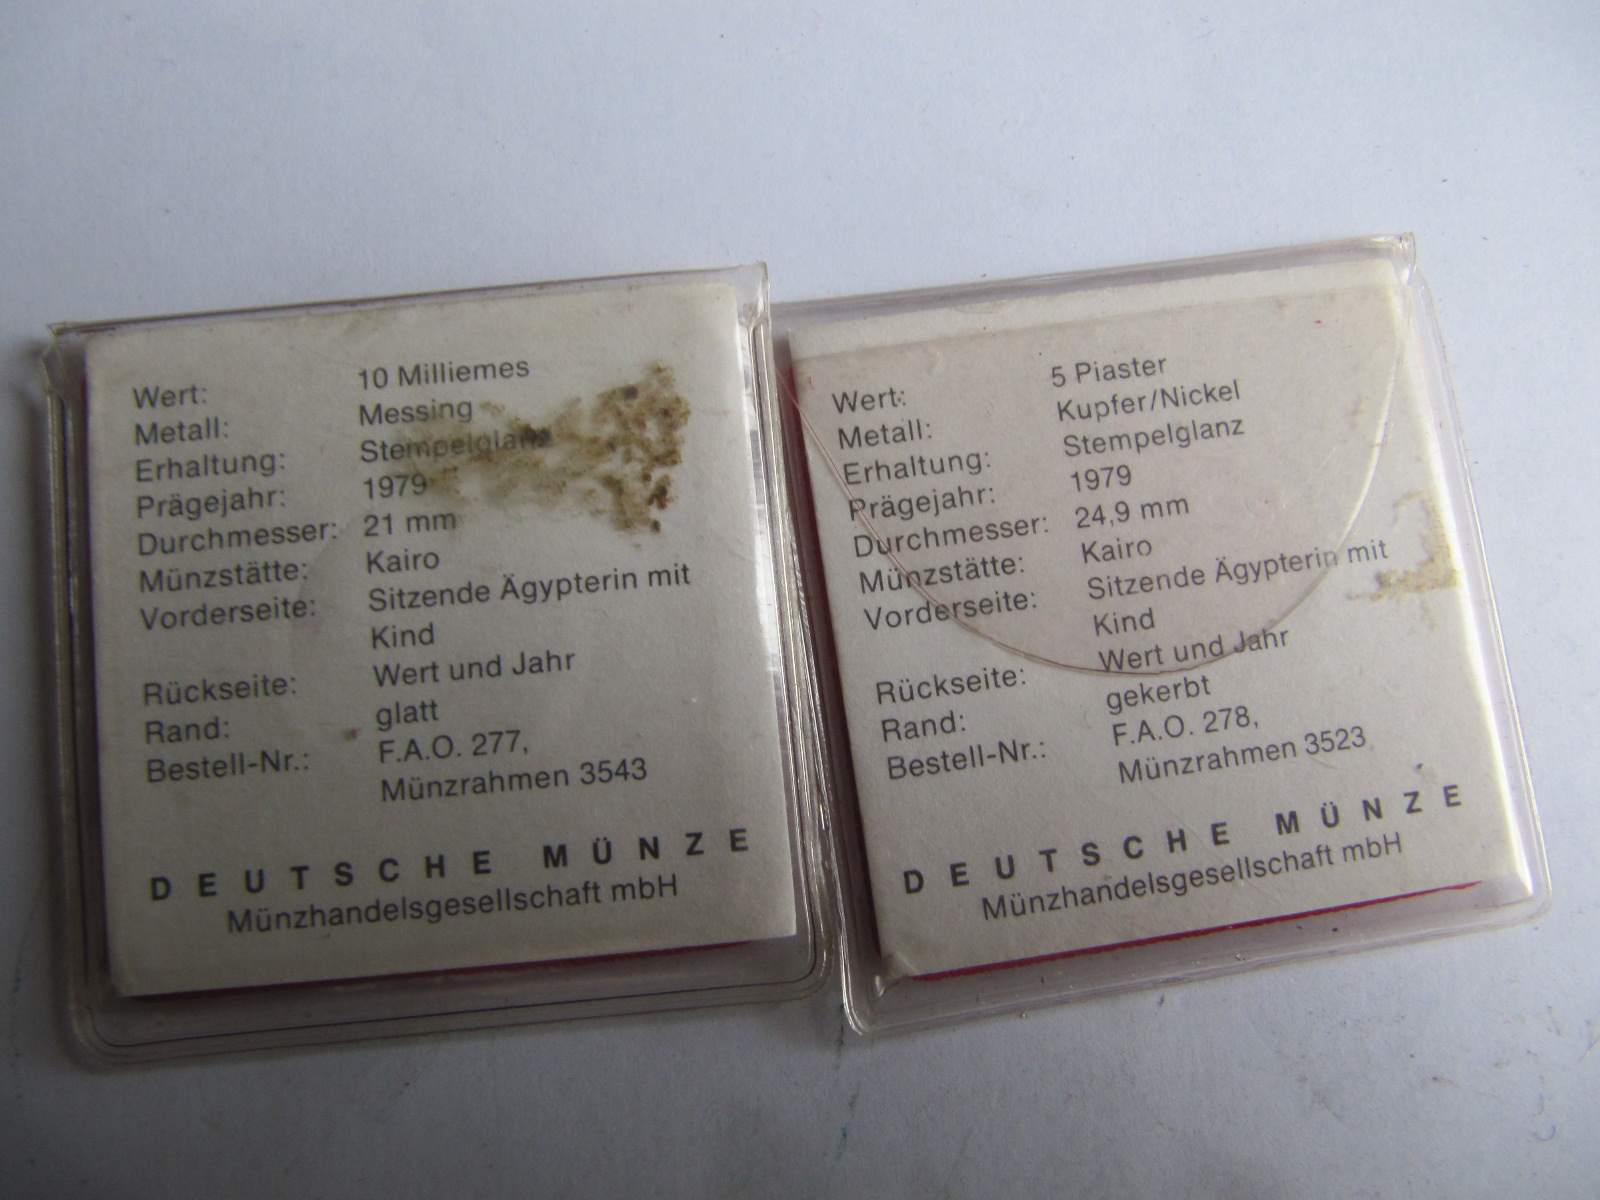 Wert: 10 Milliemes
Metall: Messing
Erhaltung: Stempelglanz
Prägejahr: 1979
Durchmesser: 21 mm
Münzstätte: Kairo
Vorderseite: Sitzende Ägypterin mit
Kind
Rückseite: Wert und Jahr
Rand: glatt
Bestell-Nr.: F.A.O. 277,
Münzrahmen 3543
DEUTSCHE MÜNZE
Münzhandelsgesellschaft mbH
Wert: 5 Piaster
Metall: Kupfer/Nickel
Erhaltung: Stempelglanz
Prägejahr: 1979
Durchmesser: 24,9 mm
Münzstätte: Kairo
Vorderseite: Sitzende Ägypterin mit
Kind
Rückseite: Wert und Jahr
Rand: gekerbt
Bestell-Nr.: F.A.O. 278,
Münzrahmen 3523
DEUTSCHE MÜNZE
Münzhandelsgesellschaft mbH